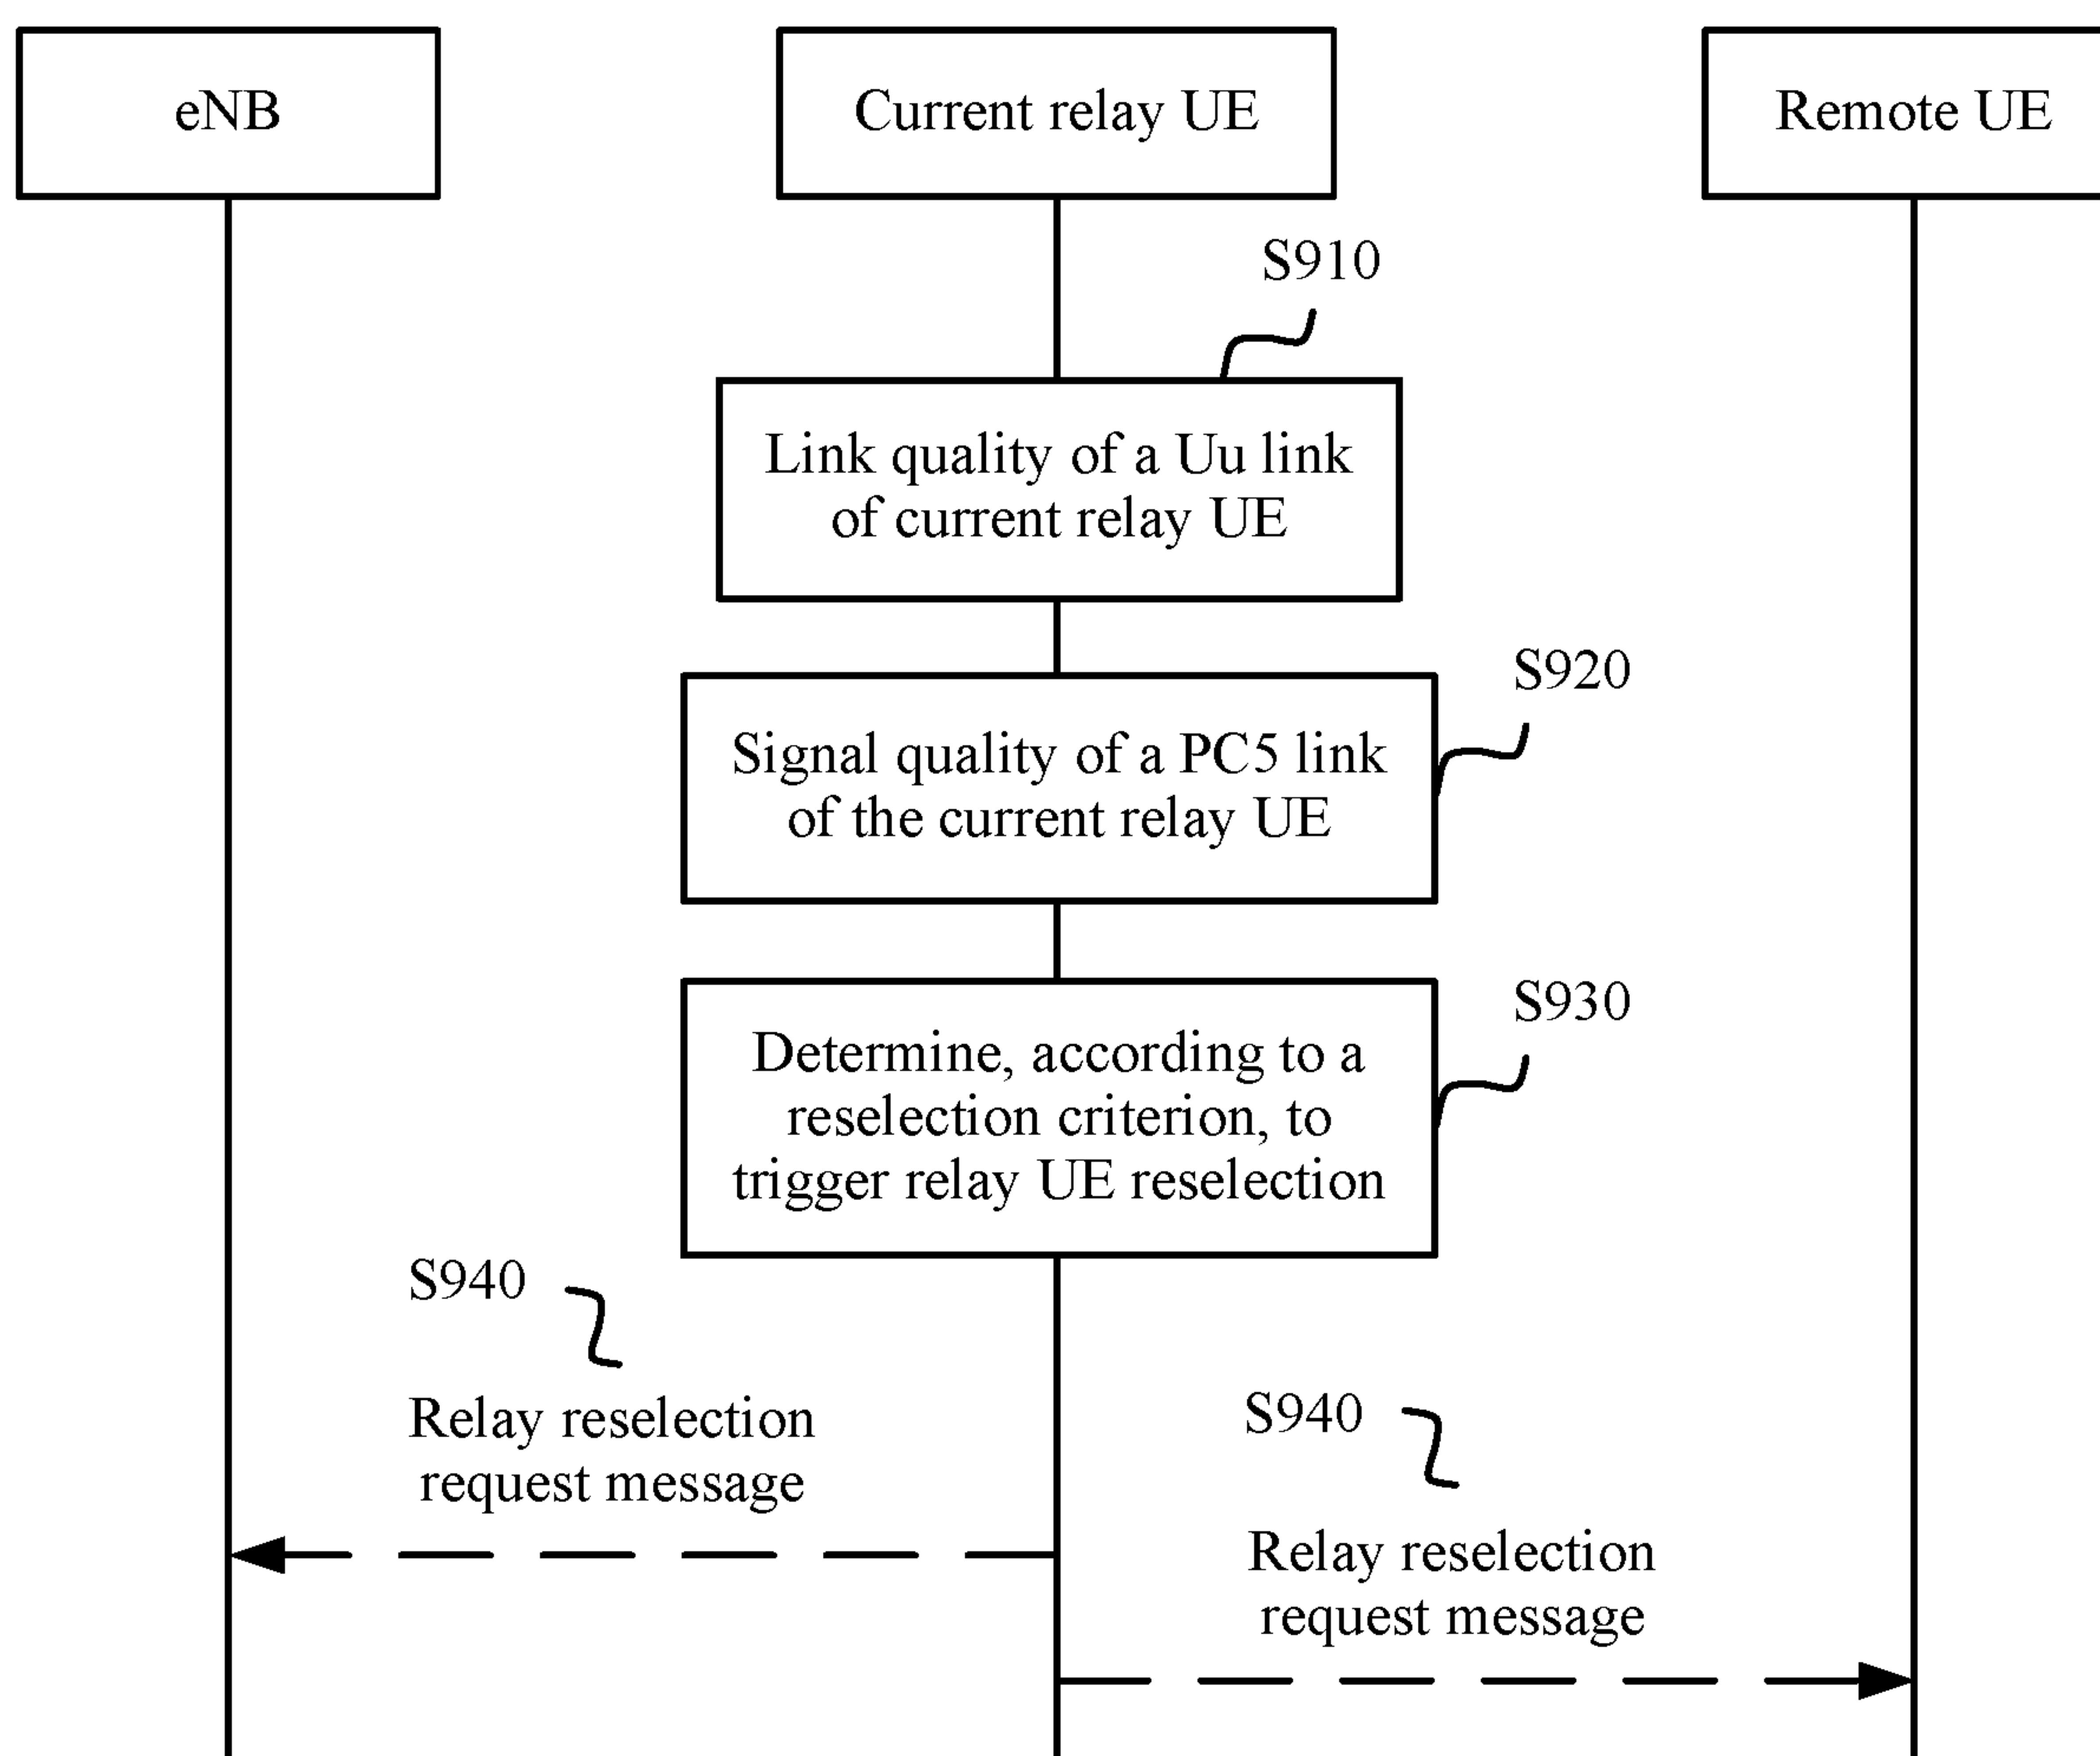 eNB
Current relay UE
Remote UE
S910
Link quality of a Uu link
of current relay UE
S920
Signal quality of a PC5 link
of the current relay UE
S930
Determine, according to a
reselection criterion, to
trigger relay UE reselection
S940
Relay reselection
request message
S940
Relay reselection
request message